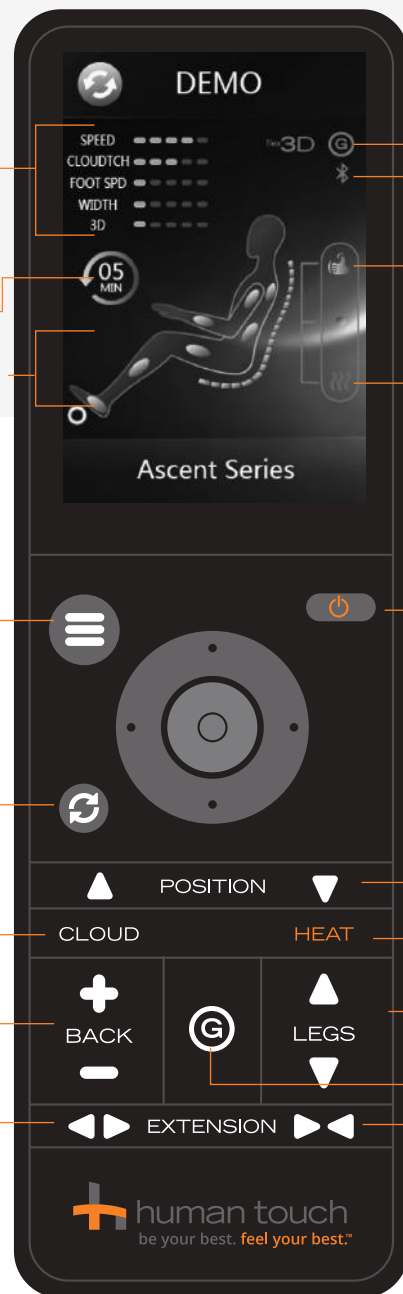 DEMO
SPEED
CLOUDTCH
FOOT SPD
WIDTH
3D
Flex3D G
05
MIN
Ascent Series
POSITION
CLOUD HEAT
BACK G LEGS
EXTENSION
human touch
be your best. feel your best.™